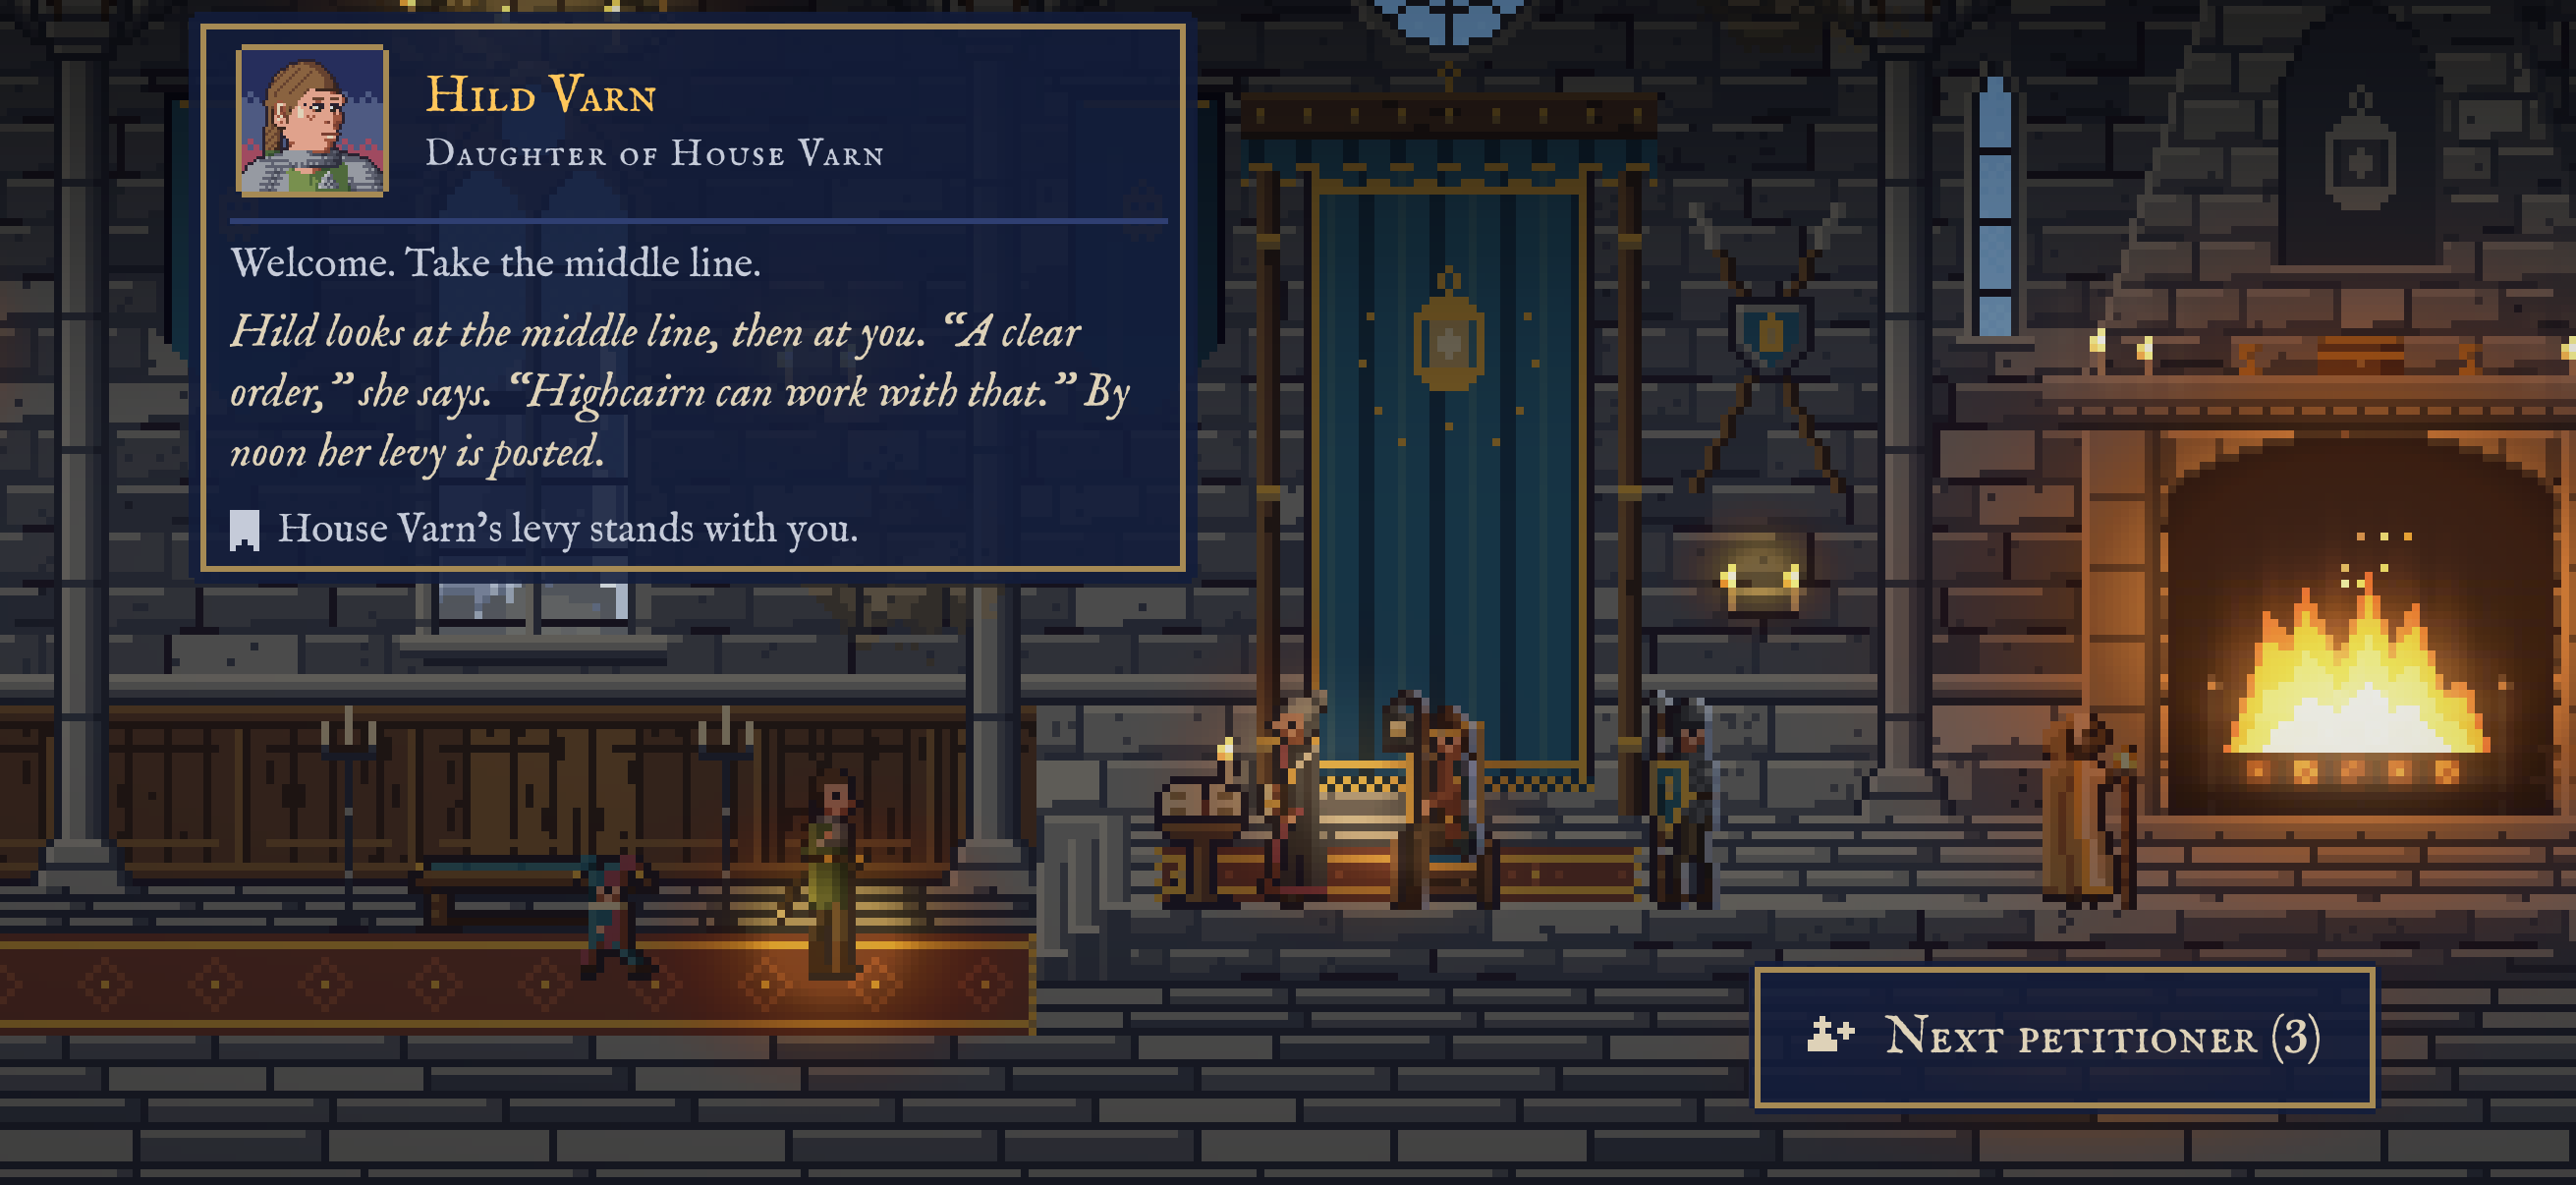 Hild Varn
Daughter of House Varn
Welcome. Take the middle line.
Hild looks at the middle line, then at you. “A clear
order,” she says. “Highcairn can work with that.” By
noon her levy is posted.
House Varn’s levy stands with you.
Next petitioner (3)